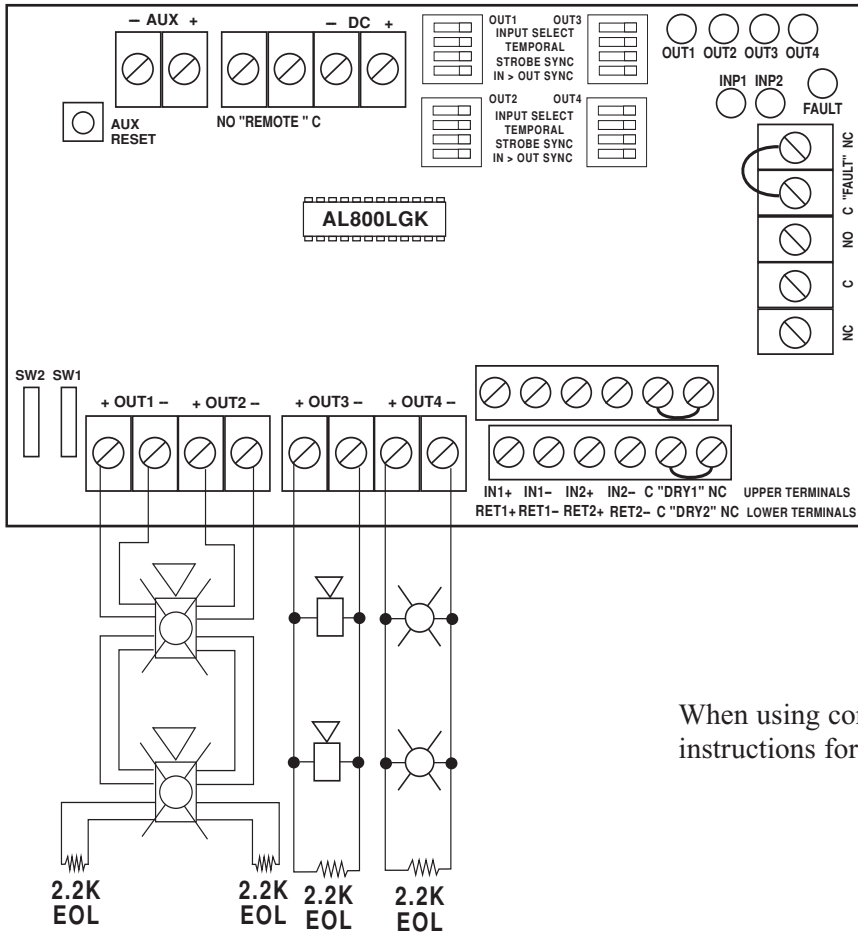 – AUX +
– DC +
AUX
RESET
NO "REMOTE " C
OUT1 OUT3
INPUT SELECT
TEMPORAL
STROBE SYNC
IN > OUT SYNC
OUT2 OUT4
INPUT SELECT
TEMPORAL
STROBE SYNC
IN > OUT SYNC
OUT1 OUT2 OUT3 OUT4
INP1 INP2
FAULT
C "FAULT" NC
NO
C
NC
AL800LGK
SW2 SW1
+ OUT1 – + OUT2 – + OUT3 – + OUT4 –
IN1+ IN1– IN2+ IN2– C "DRY1" NC UPPER TERMINALS
RET1+ RET1– RET2+ RET2– C "DRY2" NC LOWER TERMINALS
When using
instructions for
2.2K
EOL
2.2K
EOL
2.2K
EOL
2.2K
EOL